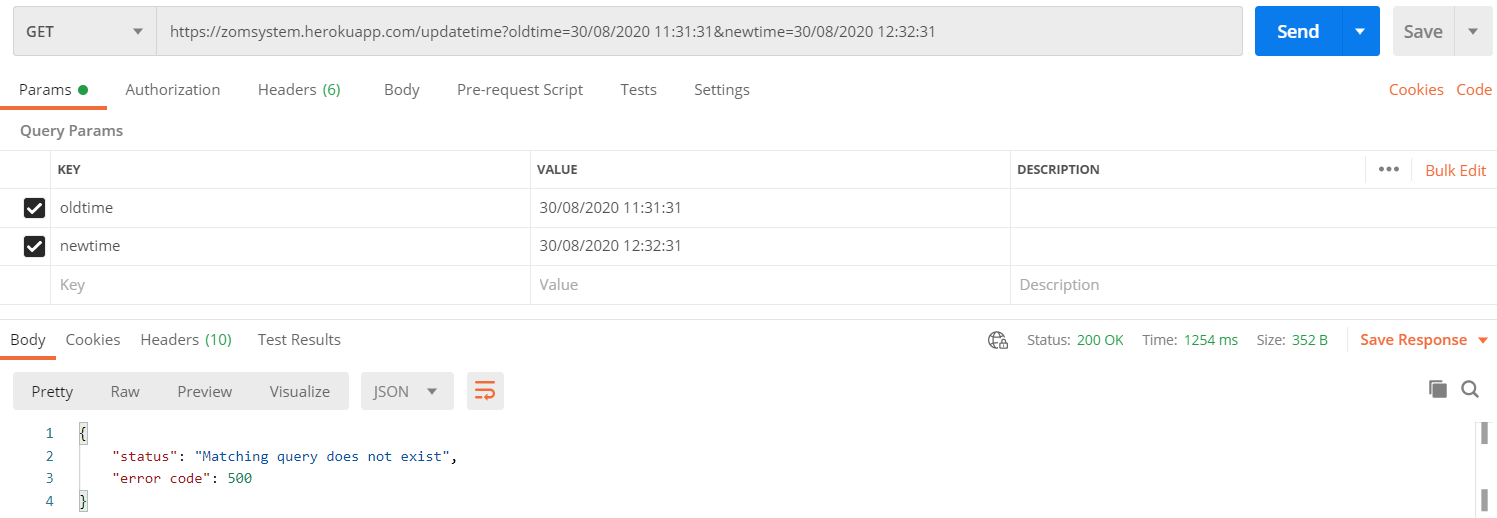 GET https://zomsystem.herokuapp.com/updatetime?oldtime=30/08/2020 11:31:31&newtime=30/08/2020 12:32:31 Send Save
Params Authorization Headers (6) Body Pre-request Script Tests Settings Cookies Code
Query Params
KEY VALUE DESCRIPTION ••• Bulk Edit
oldtime 30/08/2020 11:31:31
newtime 30/08/2020 12:32:31
Key Value Description
Body Cookies Headers (10) Test Results Status: 200 OK Time: 1254 ms Size: 352 B Save Response
Pretty Raw Preview Visualize JSON
1 {
2 "status": "Matching query does not exist",
3 "error code": 500
4 }